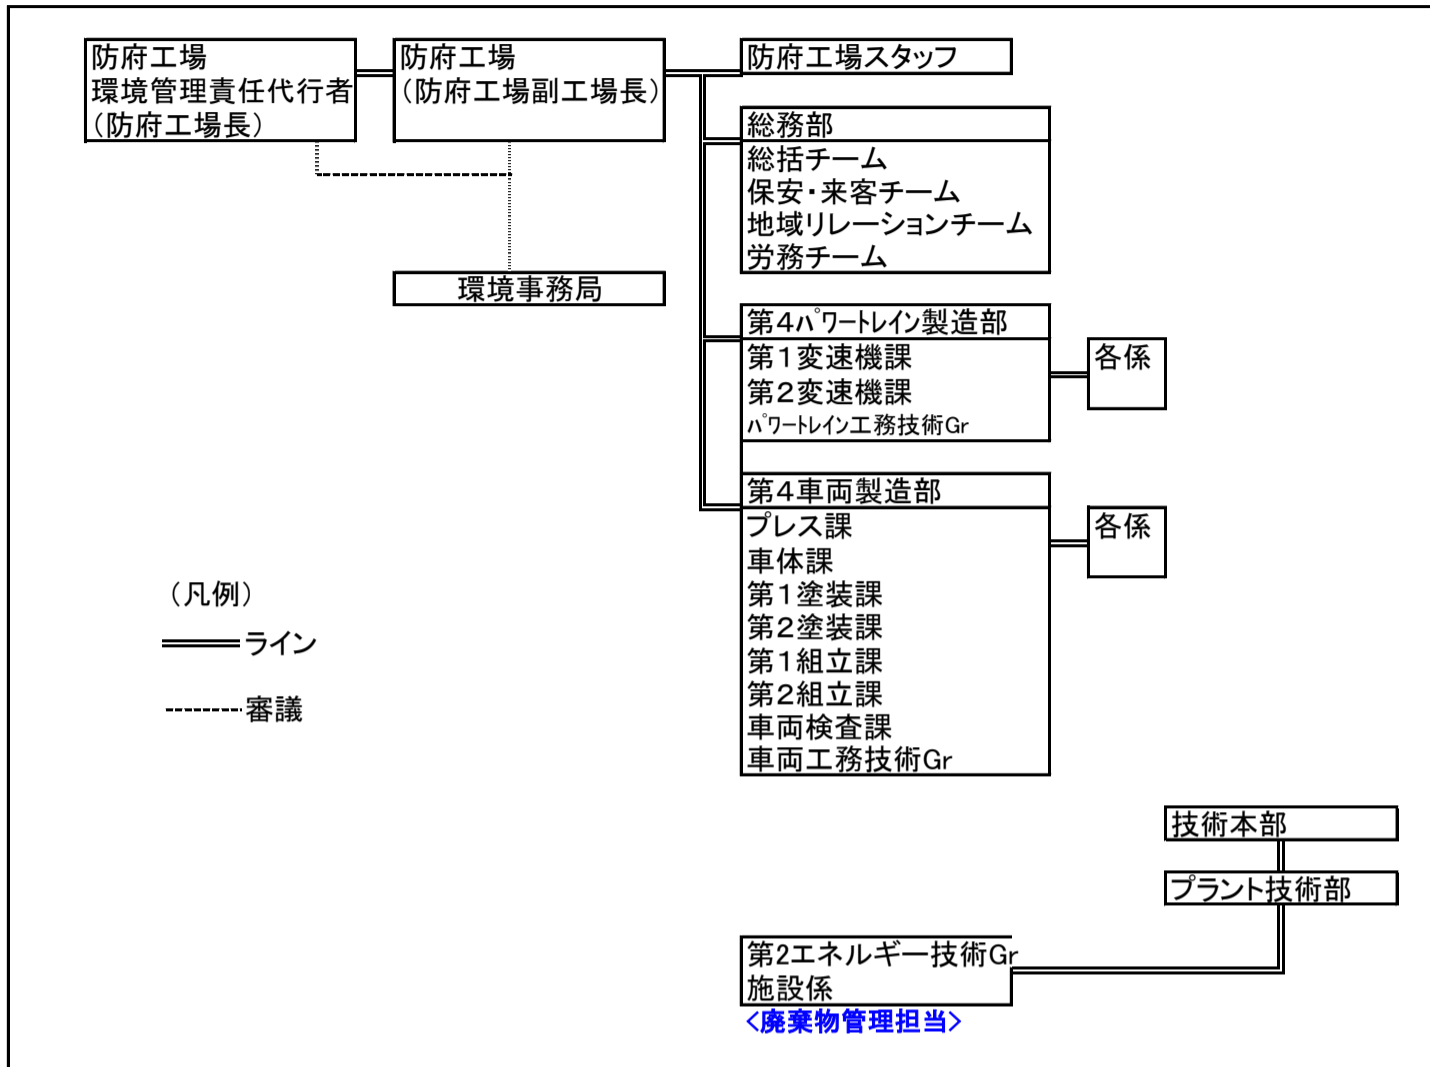 防府工場
環境管理責任代行者
（防府工場長）
防府工場
（防府工場副工場長）
防府工場スタッフ
総務部
総括チーム
保安・来客チーム
地域リレーションチーム
労務チーム
環境事務局
第４ﾊﾟﾜｰﾄﾚｲﾝ製造部
第１変速機課
第２変速機課
ﾊﾟﾜｰﾄﾚｲﾝ工務技術Gr
各係
第４車両製造部
プレス課
車体課
第１塗装課
第２塗装課
第１組立課
第２組立課
車両検査課
車両工務技術Gr
各係
（凡例）
ライン
審議
技術本部
プラント技術部
第2エネルギー技術Gr
施設係
<廃棄物管理担当>